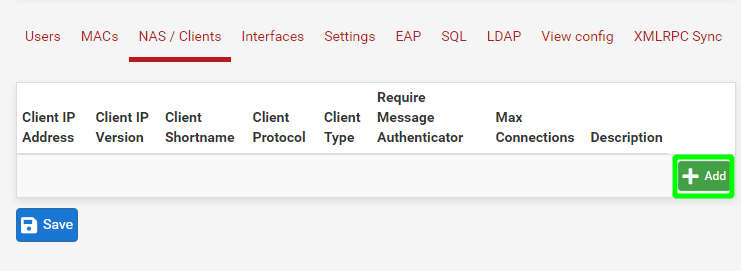 Users MACs NAS / Clients Interfaces Settings EAP SQL LDAP View config XMLRPC Sync
Require
Client IP Client IP Client Client Client Message Max
Address Version Shortname Protocol Type Authenticator Connections Description
Add
Save